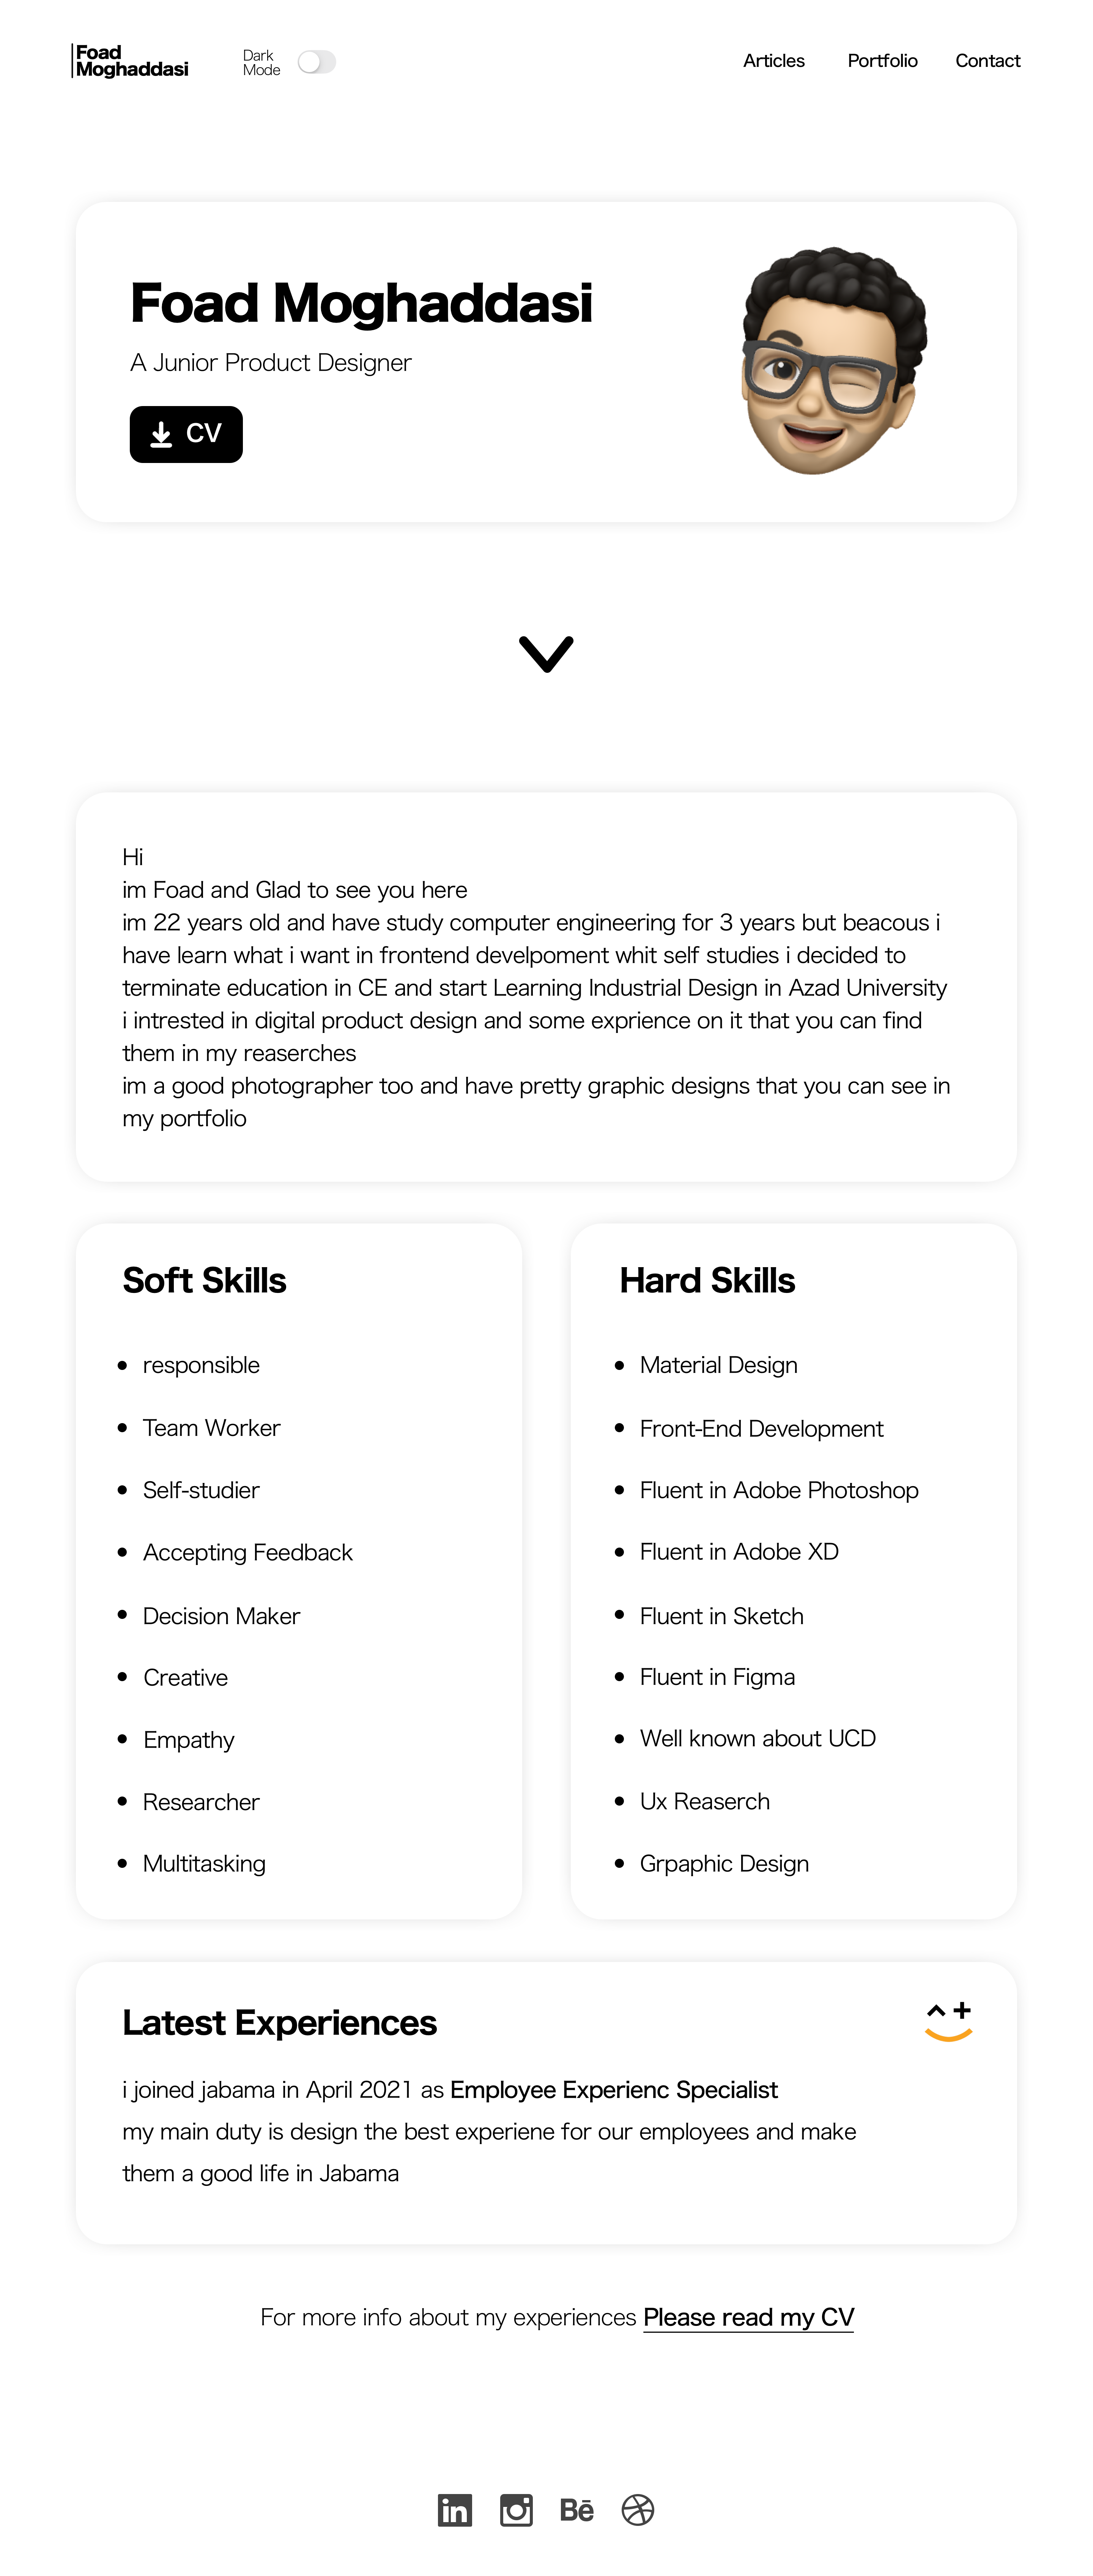 Foad
Moghaddasi
Dark
Mode
Articles
Portfolio
Contact
Foad Moghaddasi
A Junior Product Designer
CV
Hi
im Foad and Glad to see you here
im 22 years old and have study computer engineering for 3 years but beacous i
have learn what i want in frontend develpoment whit self studies i decided to
terminate education in CE and start Learning Industrial Design in Azad University
i intrested in digital product design and some exprience on it that you can find
them in my reaserches
im a good photographer too and have pretty graphic designs that you can see in
my portfolio
Soft Skills
responsible
Team Worker
Self-studier
Accepting Feedback
Decision Maker
Creative
Empathy
Researcher
Multitasking
Hard Skills
Material Design
Front-End Development
Fluent in Adobe Photoshop
Fluent in Adobe XD
Fluent in Sketch
Fluent in Figma
Well known about UCD
Ux Reaserch
Grpaphic Design
Latest Experiences
i joined jabama in April 2021 as Employee Experienc Specialist
my main duty is design the best experiene for our employees and make
them a good life in Jabama
For more info about my experiences Please read my CV
in
Bē